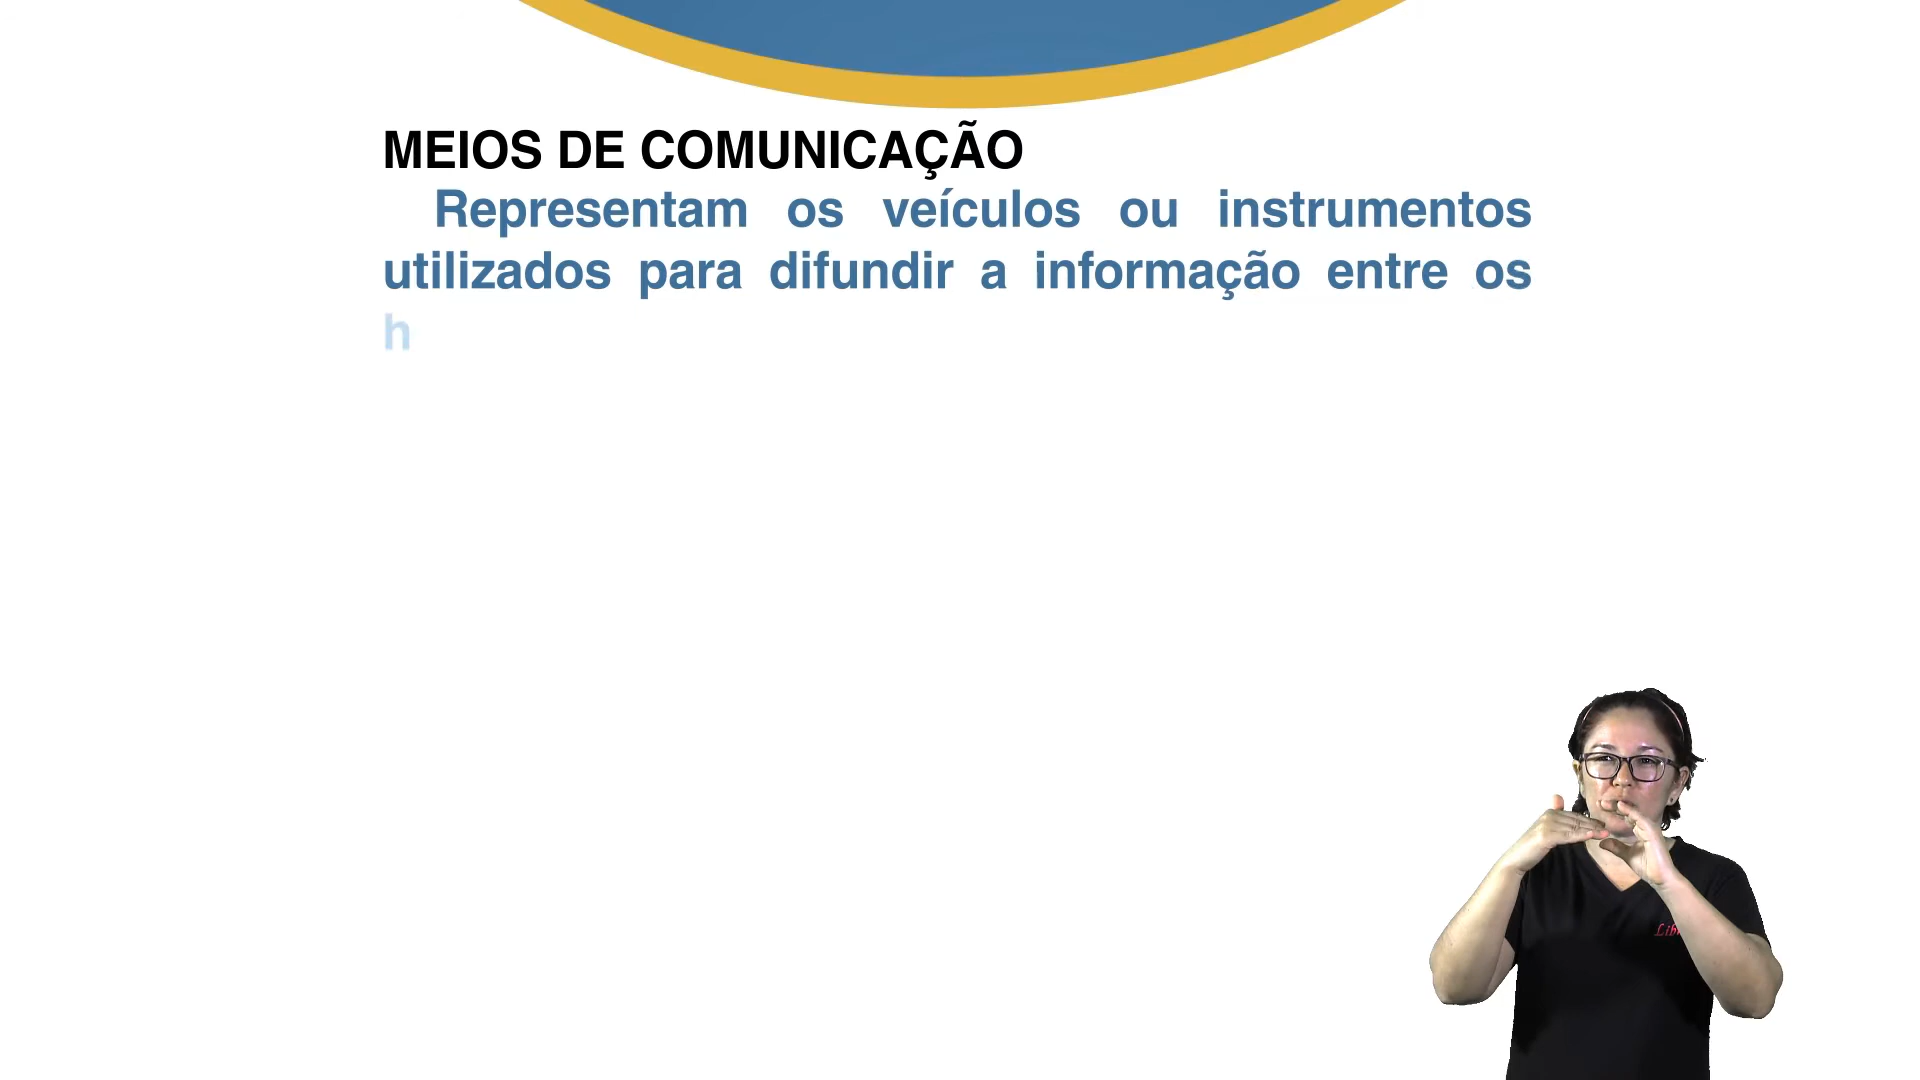 MEIOS DE COMUNICAÇÃO
Representam os veículos ou instrumentos
utilizados para difundir a informação entre os
h